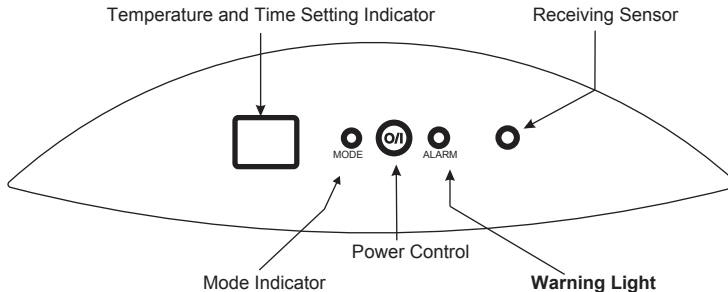 Temperature and Time Setting Indicator
Receiving Sensor
O/I
MODE
ALARM
Power Control
Mode Indicator
Warning Light